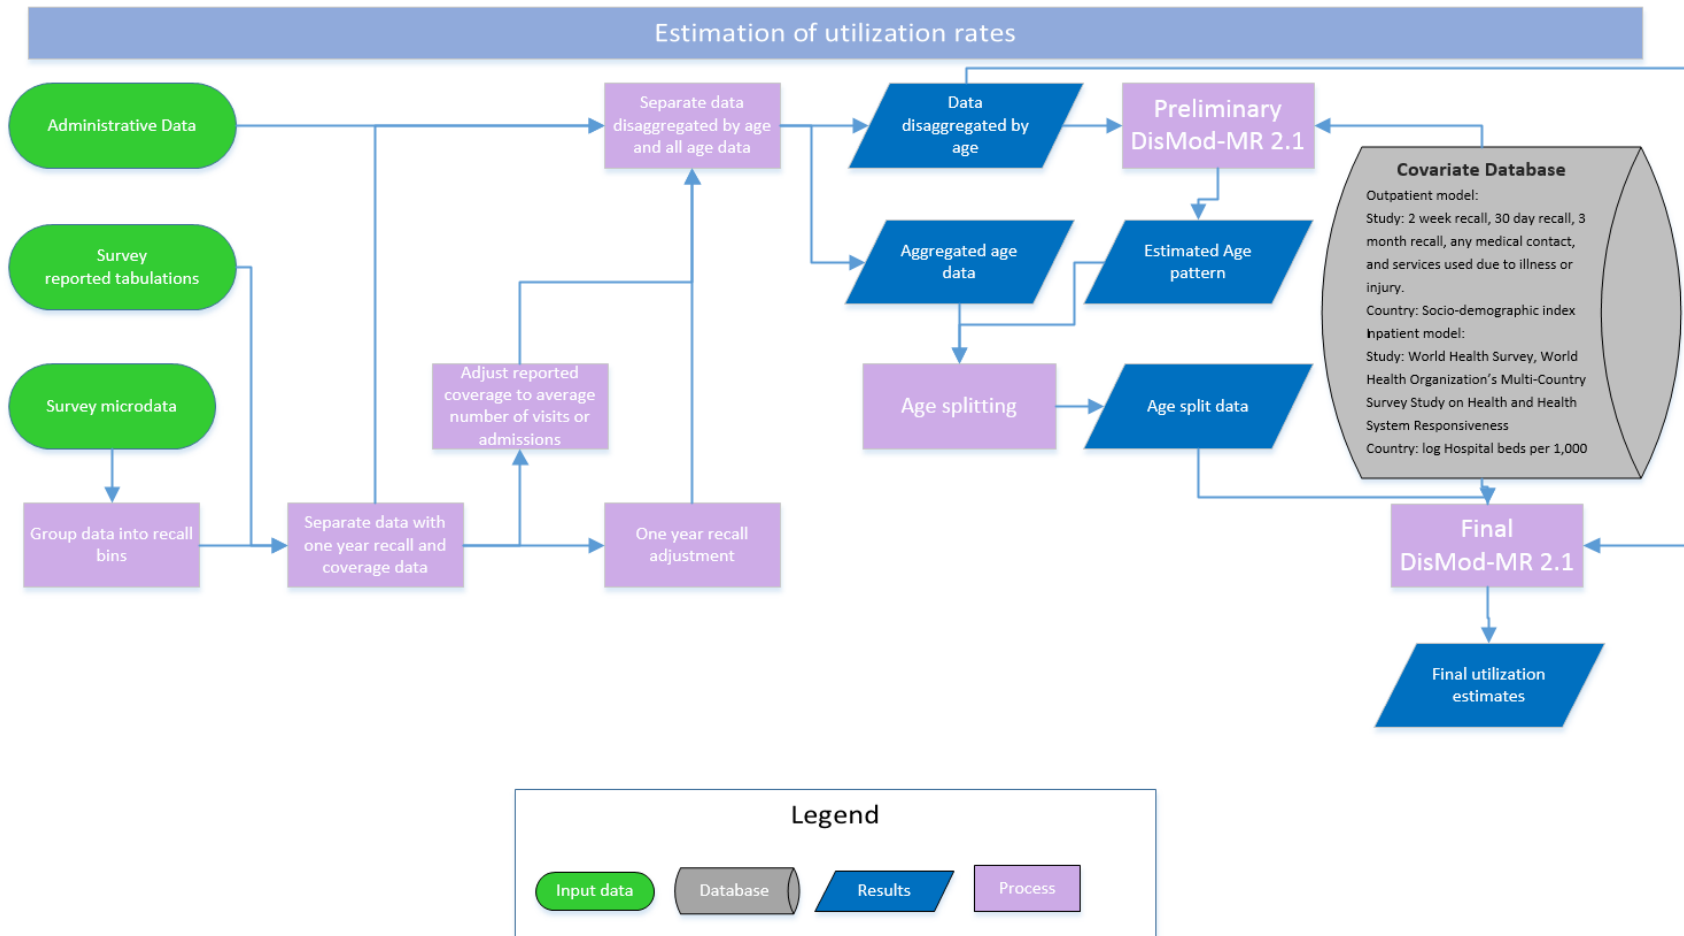 Estimation of utilization rates
Administrative Data
Survey
reported tabulations
Survey microdata
Group data into recall
bins
Separate data with
one year recall and
coverage data
Adjust reported
coverage to average
number of visits or
admissions
One year recall
adjustment
Separate data
disaggregated by age
and all age data
Data
disaggregated by
age
Aggregated age
data
Preliminary
DisMod-MR 2.1
Estimated Age
pattern
Age splitting
Age split data
Covariate Database
Outpatient model:
Study: 2 week recall, 30 day recall, 3
month recall, any medical contact,
and services used due to illness or
injury.
Country: Socio-demographic index
Inpatient model:
Study: World Health Survey, World
Health Organization's Multi-Country
Survey Study on Health and Health
System Responsiveness
Country: log Hospital beds per 1,000
Final
DisMod-MR 2.1
Final utilization
estimates
Legend
Input data
Database
Results
Process